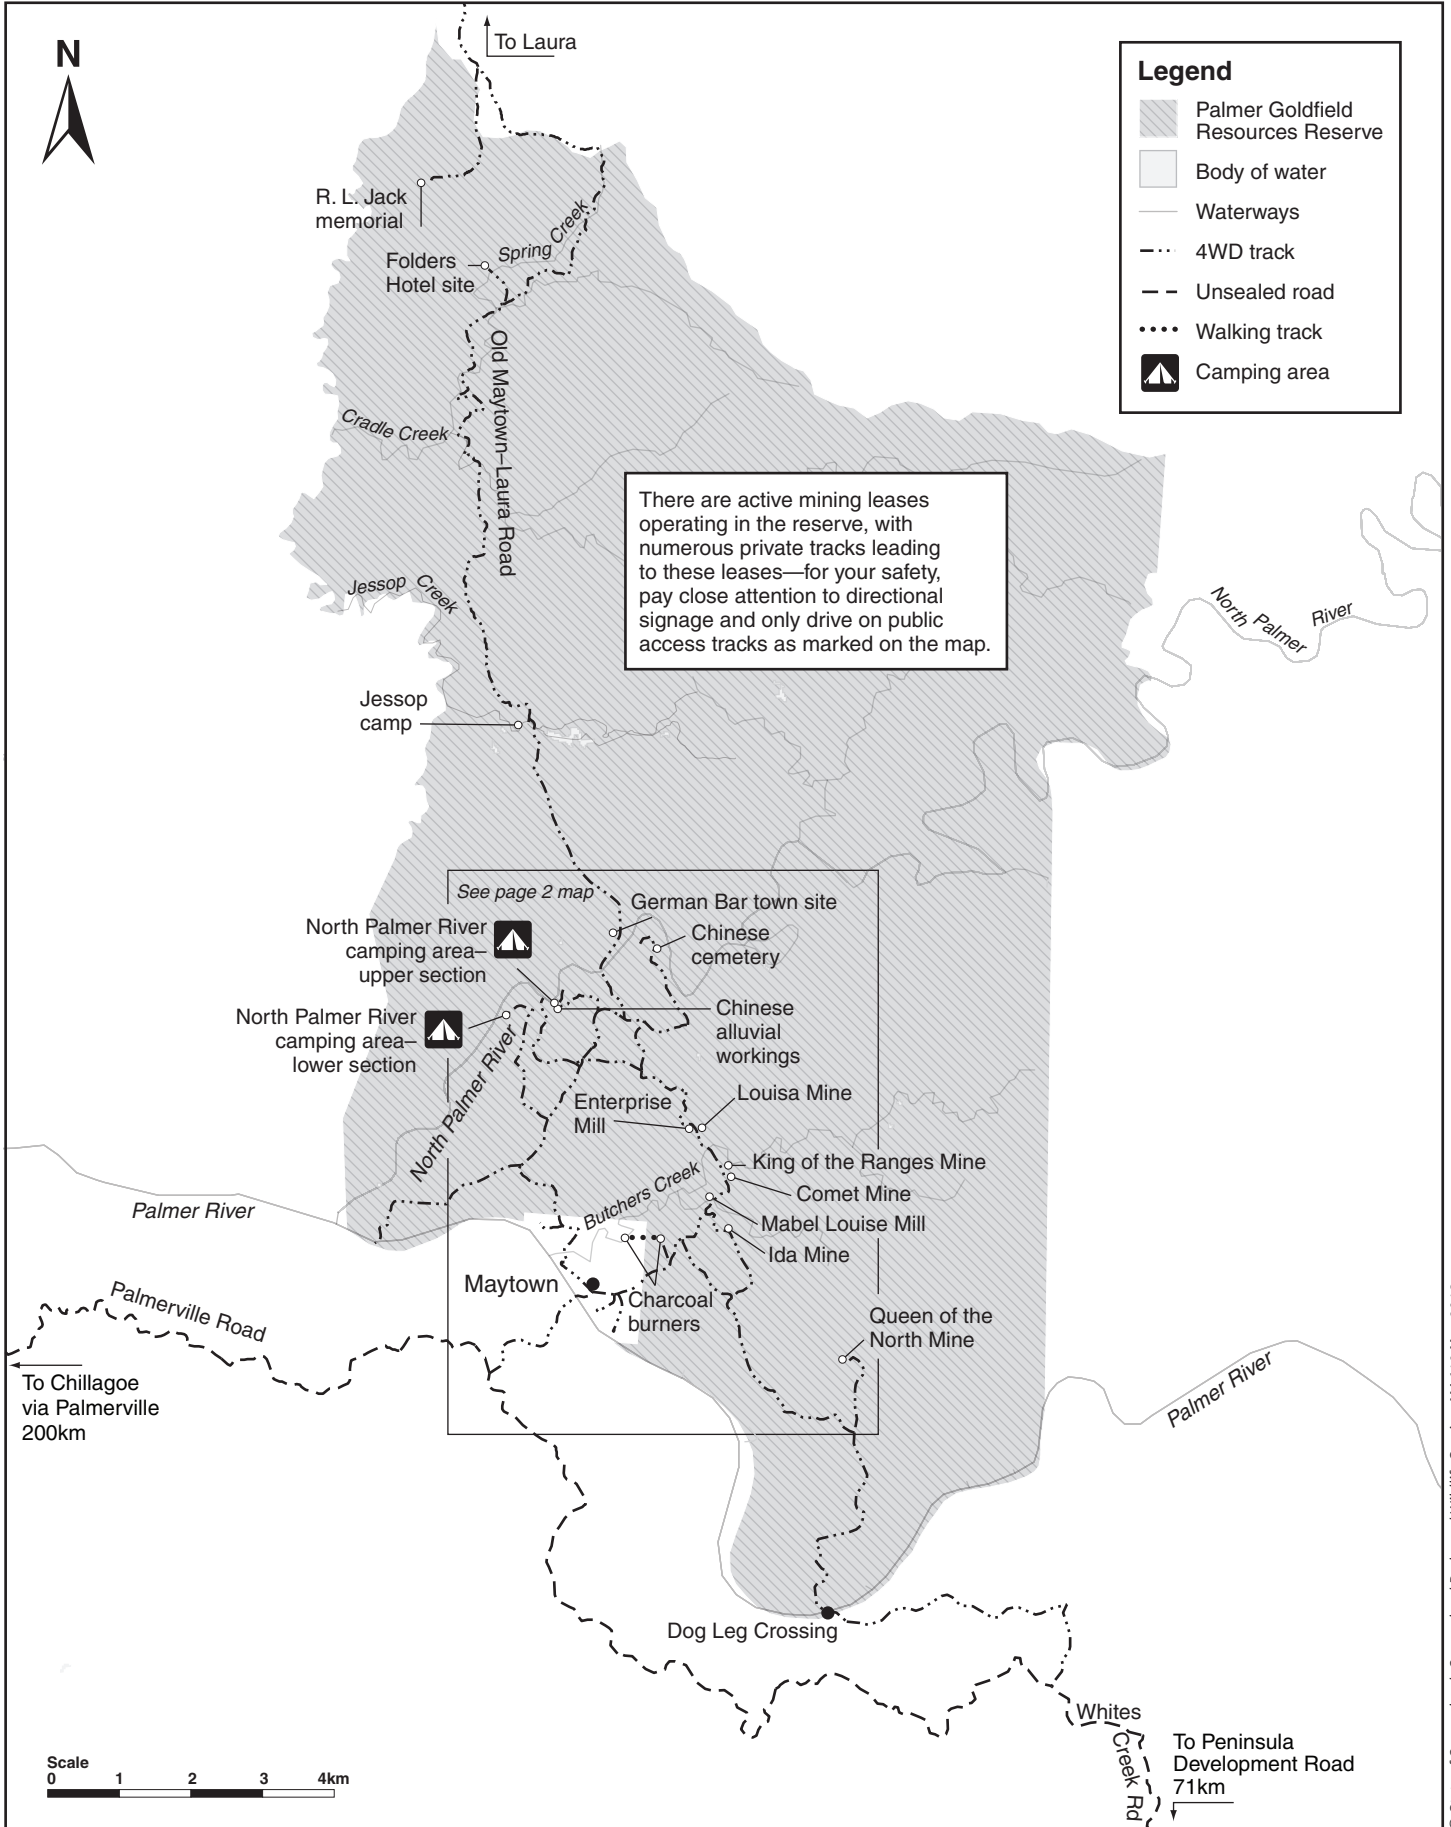 N
To Laura
Legend
Palmer Goldfield
Resources Reserve
Body of water
Waterways
4WD track
Unsealed road
Walking track
Camping area
R. L. Jack
memorial
Folders
Hotel site
Spring Creek
Old Maytown–Laura Road
Cradle Creek
There are active mining leases
operating in the reserve, with
numerous private tracks leading
to these leases—for your safety,
pay close attention to directional
signage and only drive on public
access tracks as marked on the map.
Jessop Creek
North Palmer River
Jessop
camp
See page 2 map
German Bar town site
North Palmer River
camping area–
upper section
Chinese
cemetery
North Palmer River
camping area–
lower section
Chinese
alluvial
workings
North Palmer River
Louisa Mine
Enterprise
Mill
King of the Ranges Mine
Comet Mine
Butchers Creek
Palmer River
Mabel Louise Mill
Ida Mine
Maytown
Charcoal
burners
Palmerville Road
Queen of the
North Mine
To Chillagoe
via Palmerville
200km
Palmer River
Dog Leg Crossing
Whites
Creek Rd
To Peninsula
Development Road
71km
Scale
0 1 2 3 4km